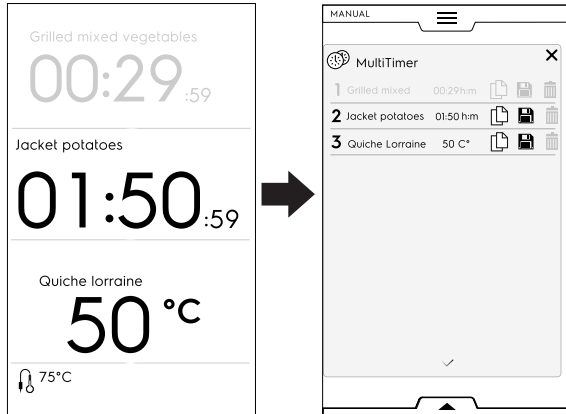 Grilled mixed vegetables
00:29:59
Jacket potatoes
01:50:59
Quiche lorraine
50 °C
75°C
MANUAL
MultiTimer
1 Grilled mixed 00:29h:m
2 Jacket potatoes 01:50 h:m
3 Quiche Lorraine 50 C°